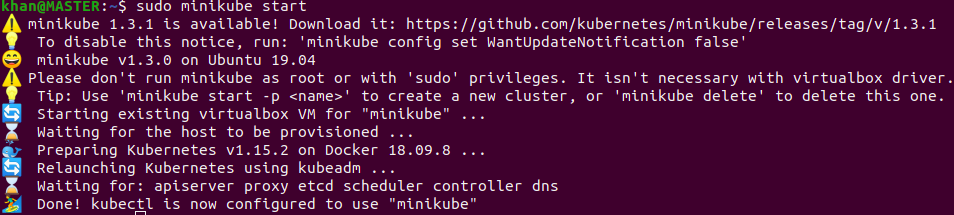 khan@MASTER:~$ sudo minikube start
minikube 1.3.1 is available! Download it: https://github.com/kubernetes/minikube/releases/tag/v/1.3.1
To disable this notice, run: 'minikube config set WantUpdateNotification false'
minikube v1.3.0 on Ubuntu 19.04
Please don't run minikube as root or with 'sudo' privileges. It isn't necessary with virtualbox driver.
Tip: Use 'minikube start -p <name>' to create a new cluster, or 'minikube delete' to delete this one.
Starting existing virtualbox VM for "minikube" ...
Waiting for the host to be provisioned ...
Preparing Kubernetes v1.15.2 on Docker 18.09.8 ...
Relaunching Kubernetes using kubeadm ...
Waiting for: apiserver proxy etcd scheduler controller dns
Done! kubectl is now configured to use "minikube"